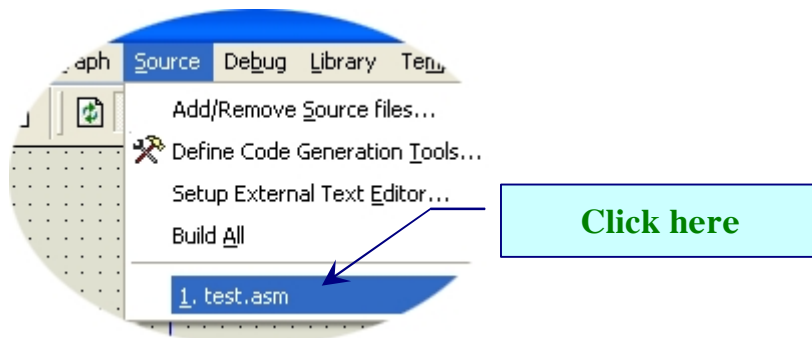 aph Source Debug Library Tem
Add/Remove Source files...
Define Code Generation Tools...
Setup External Text Editor...
Build All
Click here
1. test.asm